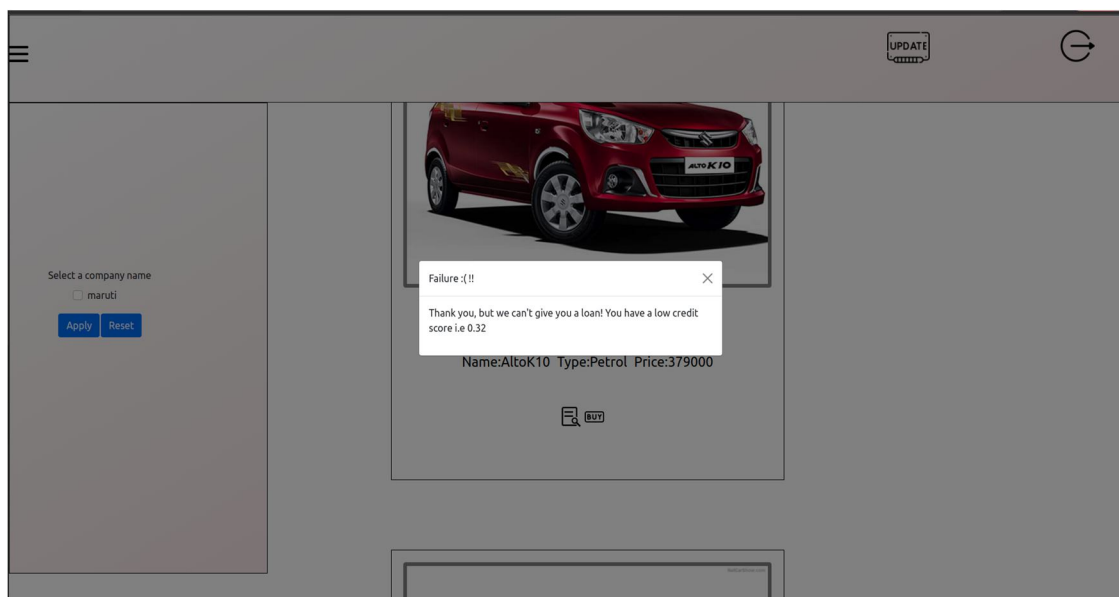 UPDATE
ALTO K10
Select a company name
maruti
Apply Reset
Failure :( !!
Thank you, but we can't give you a loan! You have a low credit
score i.e 0.32
Name:AltoK10 Type:Petrol Price:379000
BUY